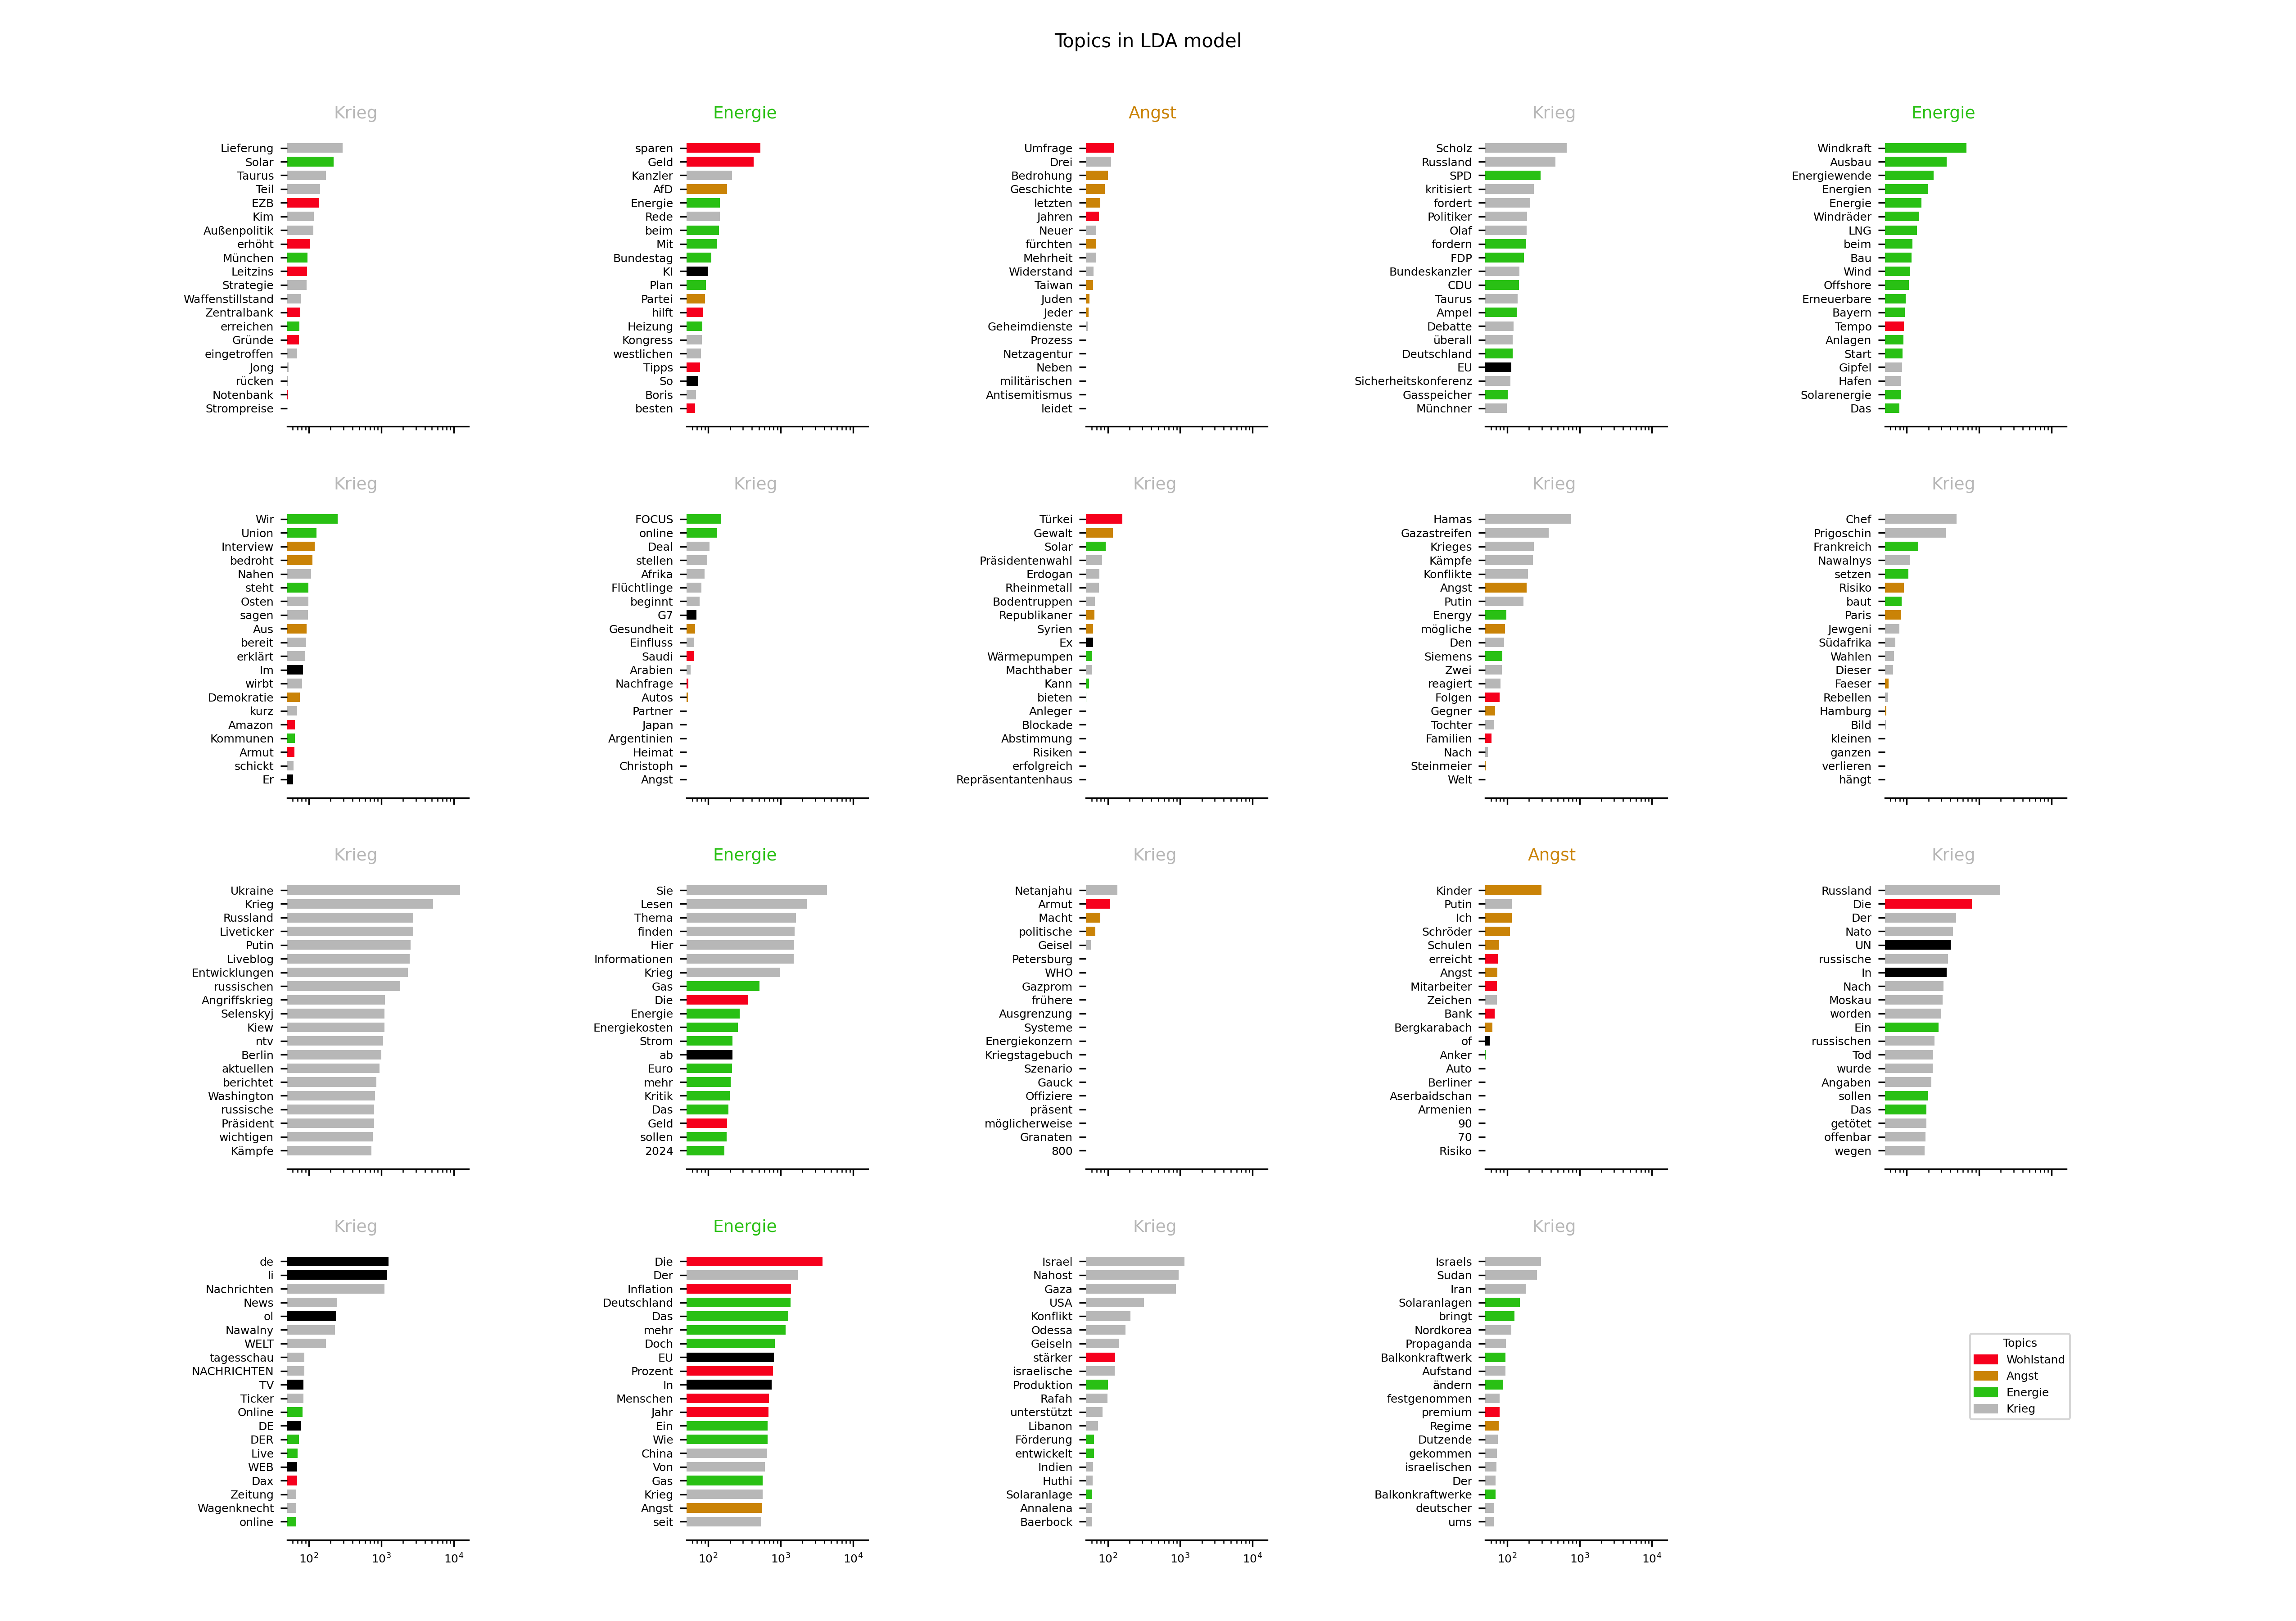 Topics in LDA model
Krieg
Lieferung
Solar
Taurus
Teil
EZB
Kim
Außenpolitik
erhöht
München
Leitzins
Strategie
Waffenstillstand
Zentralbank
erreichen
Gründe
eingetroffen
Jong
rücken
Notenbank
Strompreise
Energie
sparen
Geld
Kanzler
AfD
Energie
Rede
beim
Mit
Bundestag
KI
Plan
Partei
hilft
Heizung
Kongress
westlichen
Tipps
So
Boris
besten
Angst
Umfrage
Drei
Bedrohung
Geschichte
letzten
Jahren
Neuer
fürchten
Mehrheit
Widerstand
Taiwan
Juden
Jeder
Geheimdienste
Prozess
Netzagentur
Neben
militärischen
Antisemitismus
leidet
Krieg
Scholz
Russland
SPD
kritisiert
fordert
Politiker
Olaf
fordern
FDP
Bundeskanzler
CDU
Taurus
Ampel
Debatte
überall
Deutschland
EU
Sicherheitskonferenz
Gasspeicher
Münchner
Energie
Windkraft
Ausbau
Energiewende
Energien
Energie
Windräder
LNG
beim
Bau
Wind
Offshore
Erneuerbare
Bayern
Tempo
Anlagen
Start
Gipfel
Hafen
Solarenergie
Das
Krieg
Wir
Union
Interview
bedroht
Nahen
steht
Osten
sagen
Aus
bereit
erklärt
Im
wirbt
Demokratie
kurz
Amazon
Kommunen
Armut
schickt
Er
Krieg
FOCUS
online
Deal
stellen
Afrika
Flüchtlinge
beginnt
G7
Gesundheit
Einfluss
Saudi
Arabien
Nachfrage
Autos
Partner
Japan
Argentinien
Heimat
Christoph
Angst
Krieg
Türkei
Gewalt
Solar
Präsidentenwahl
Erdogan
Rheinmetall
Bodentruppen
Republikaner
Syrien
Ex
Wärmepumpen
Machthaber
Kann
bieten
Anleger
Blockade
Abstimmung
Risiken
erfolgreich
Repräsentantenhaus
Krieg
Hamas
Gazastreifen
Krieges
Kämpfe
Konflikte
Angst
Putin
Energy
mögliche
Den
Siemens
Zwei
reagiert
Folgen
Gegner
Tochter
Familien
Nach
Steinmeier
Welt
Krieg
Chef
Prigoschin
Frankreich
Nawalnys
setzen
Risiko
baut
Paris
Jewgeni
Südafrika
Wahlen
Dieser
Faeser
Rebellen
Hamburg
Bild
kleinen
ganzen
verlieren
hängt
Krieg
Ukraine
Krieg
Russland
Liveticker
Putin
Liveblog
Entwicklungen
russischen
Angriffskrieg
Selenskyj
Kiew
ntv
Berlin
aktuellen
berichtet
Washington
russische
Präsident
wichtigen
Kämpfe
Energie
Sie
Lesen
Thema
finden
Hier
Informationen
Krieg
Gas
Die
Energie
Energiekosten
Strom
ab
Euro
mehr
Kritik
Das
Geld
sollen
2024
Krieg
Netanjahu
Armut
Macht
politische
Geisel
Petersburg
WHO
Gazprom
frühere
Ausgrenzung
Systeme
Energiekonzern
Kriegstagebuch
Szenario
Gauck
Offiziere
präsent
möglicherweise
Granaten
800
Angst
Kinder
Putin
Ich
Schröder
Schulen
erreicht
Angst
Mitarbeiter
Zeichen
Bank
Bergkarabach
of
Anker
Auto
Berliner
Aserbaidschan
Armenien
90
70
Risiko
Krieg
Russland
Die
Der
Nato
UN
russische
In
Nach
Moskau
worden
Ein
russischen
Tod
wurde
Angaben
sollen
Das
getötet
offenbar
wegen
Krieg
de
li
Nachrichten
News
ol
Nawalny
WELT
tagesschau
NACHRICHTEN
TV
Ticker
Online
DE
DER
Live
WEB
Dax
Zeitung
Wagenknecht
online
10² 10³ 10⁴
Energie
Die
Der
Inflation
Deutschland
Das
mehr
Doch
EU
Prozent
In
Menschen
Jahr
Ein
Wie
China
Von
Gas
Krieg
Angst
seit
10² 10³ 10⁴
Krieg
Israel
Nahost
Gaza
USA
Konflikt
Odessa
Geiseln
stärker
israelische
Produktion
Rafah
unterstützt
Libanon
Förderung
entwickelt
Indien
Huthi
Solaranlage
Annalena
Baerbock
10² 10³ 10⁴
Krieg
Israels
Sudan
Iran
Solaranlagen
bringt
Nordkorea
Propaganda
Balkonkraftwerk
Aufstand
ändern
festgenommen
premium
Regime
Dutzende
gekommen
israelischen
Der
Balkonkraftwerke
deutscher
ums
10² 10³ 10⁴
Topics
Wohlstand
Angst
Energie
Krieg